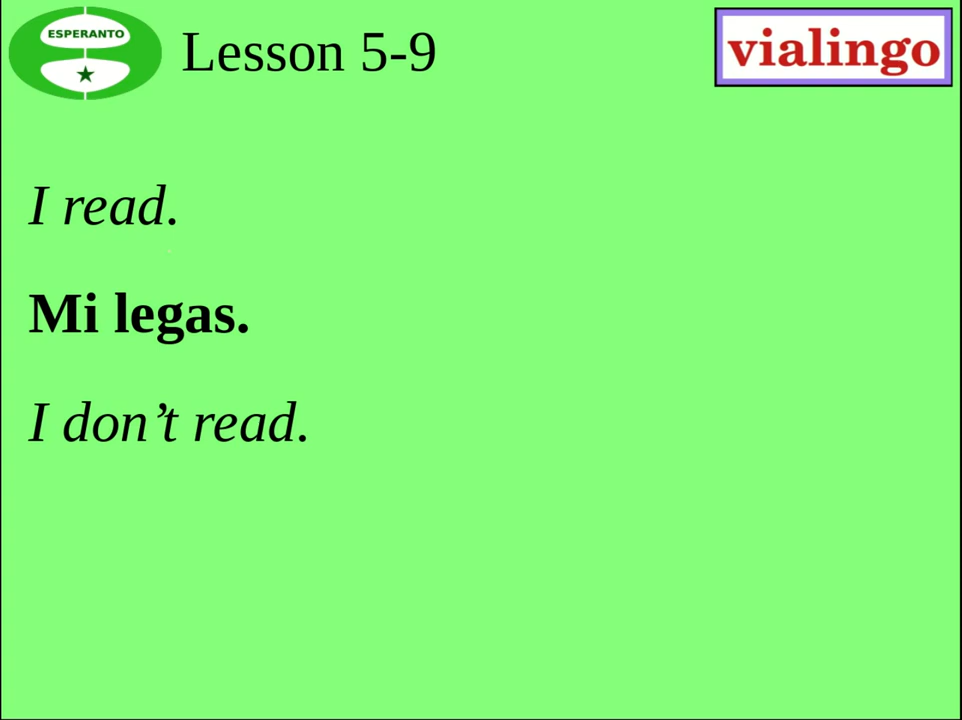 ESPERANTO
Lesson 5-9
vialingo
I read.
Mi legas.
I don’t read.